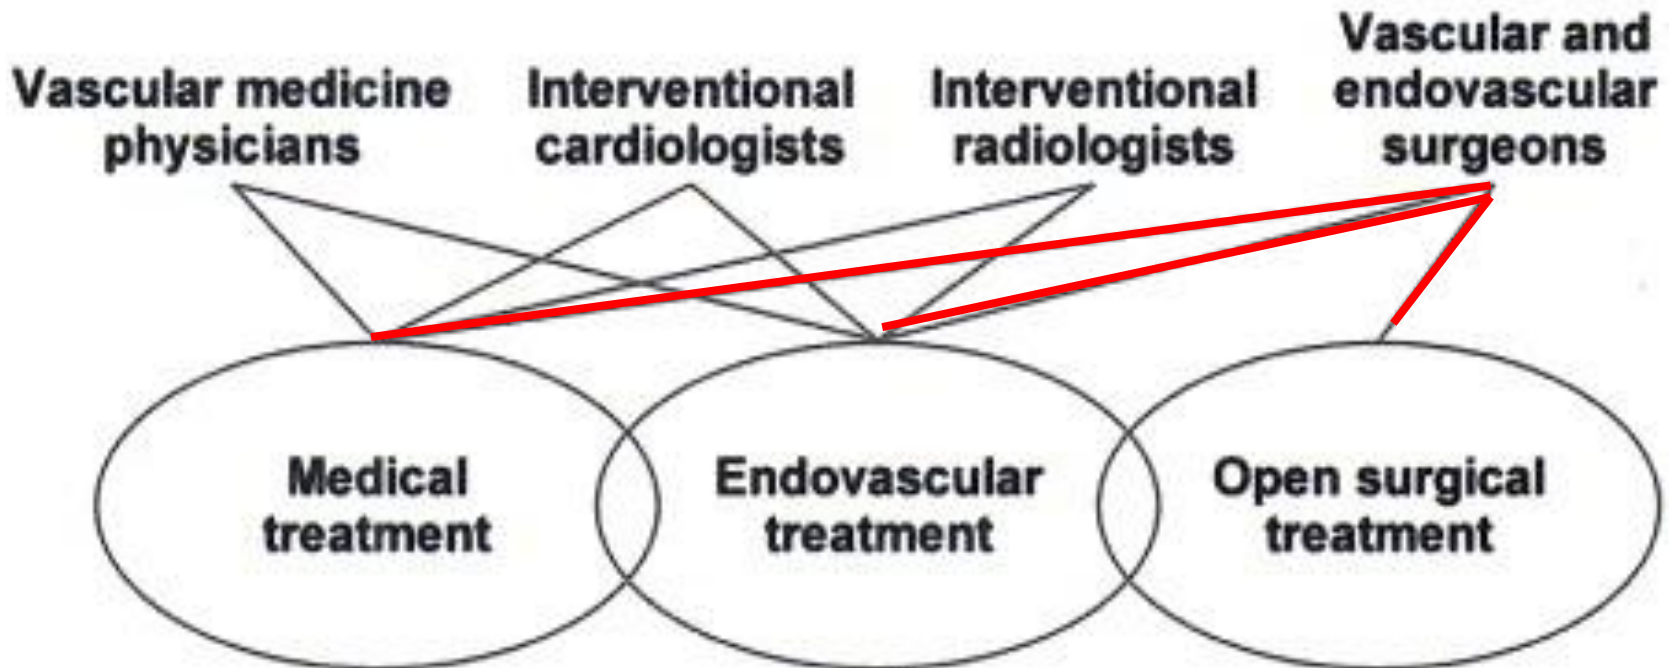 Vascular medicine
physicians
Interventional
cardiologists
Interventional
radiologists
Vascular and
endovascular
surgeons
Medical
treatment
Endovascular
treatment
Open surgical
treatment